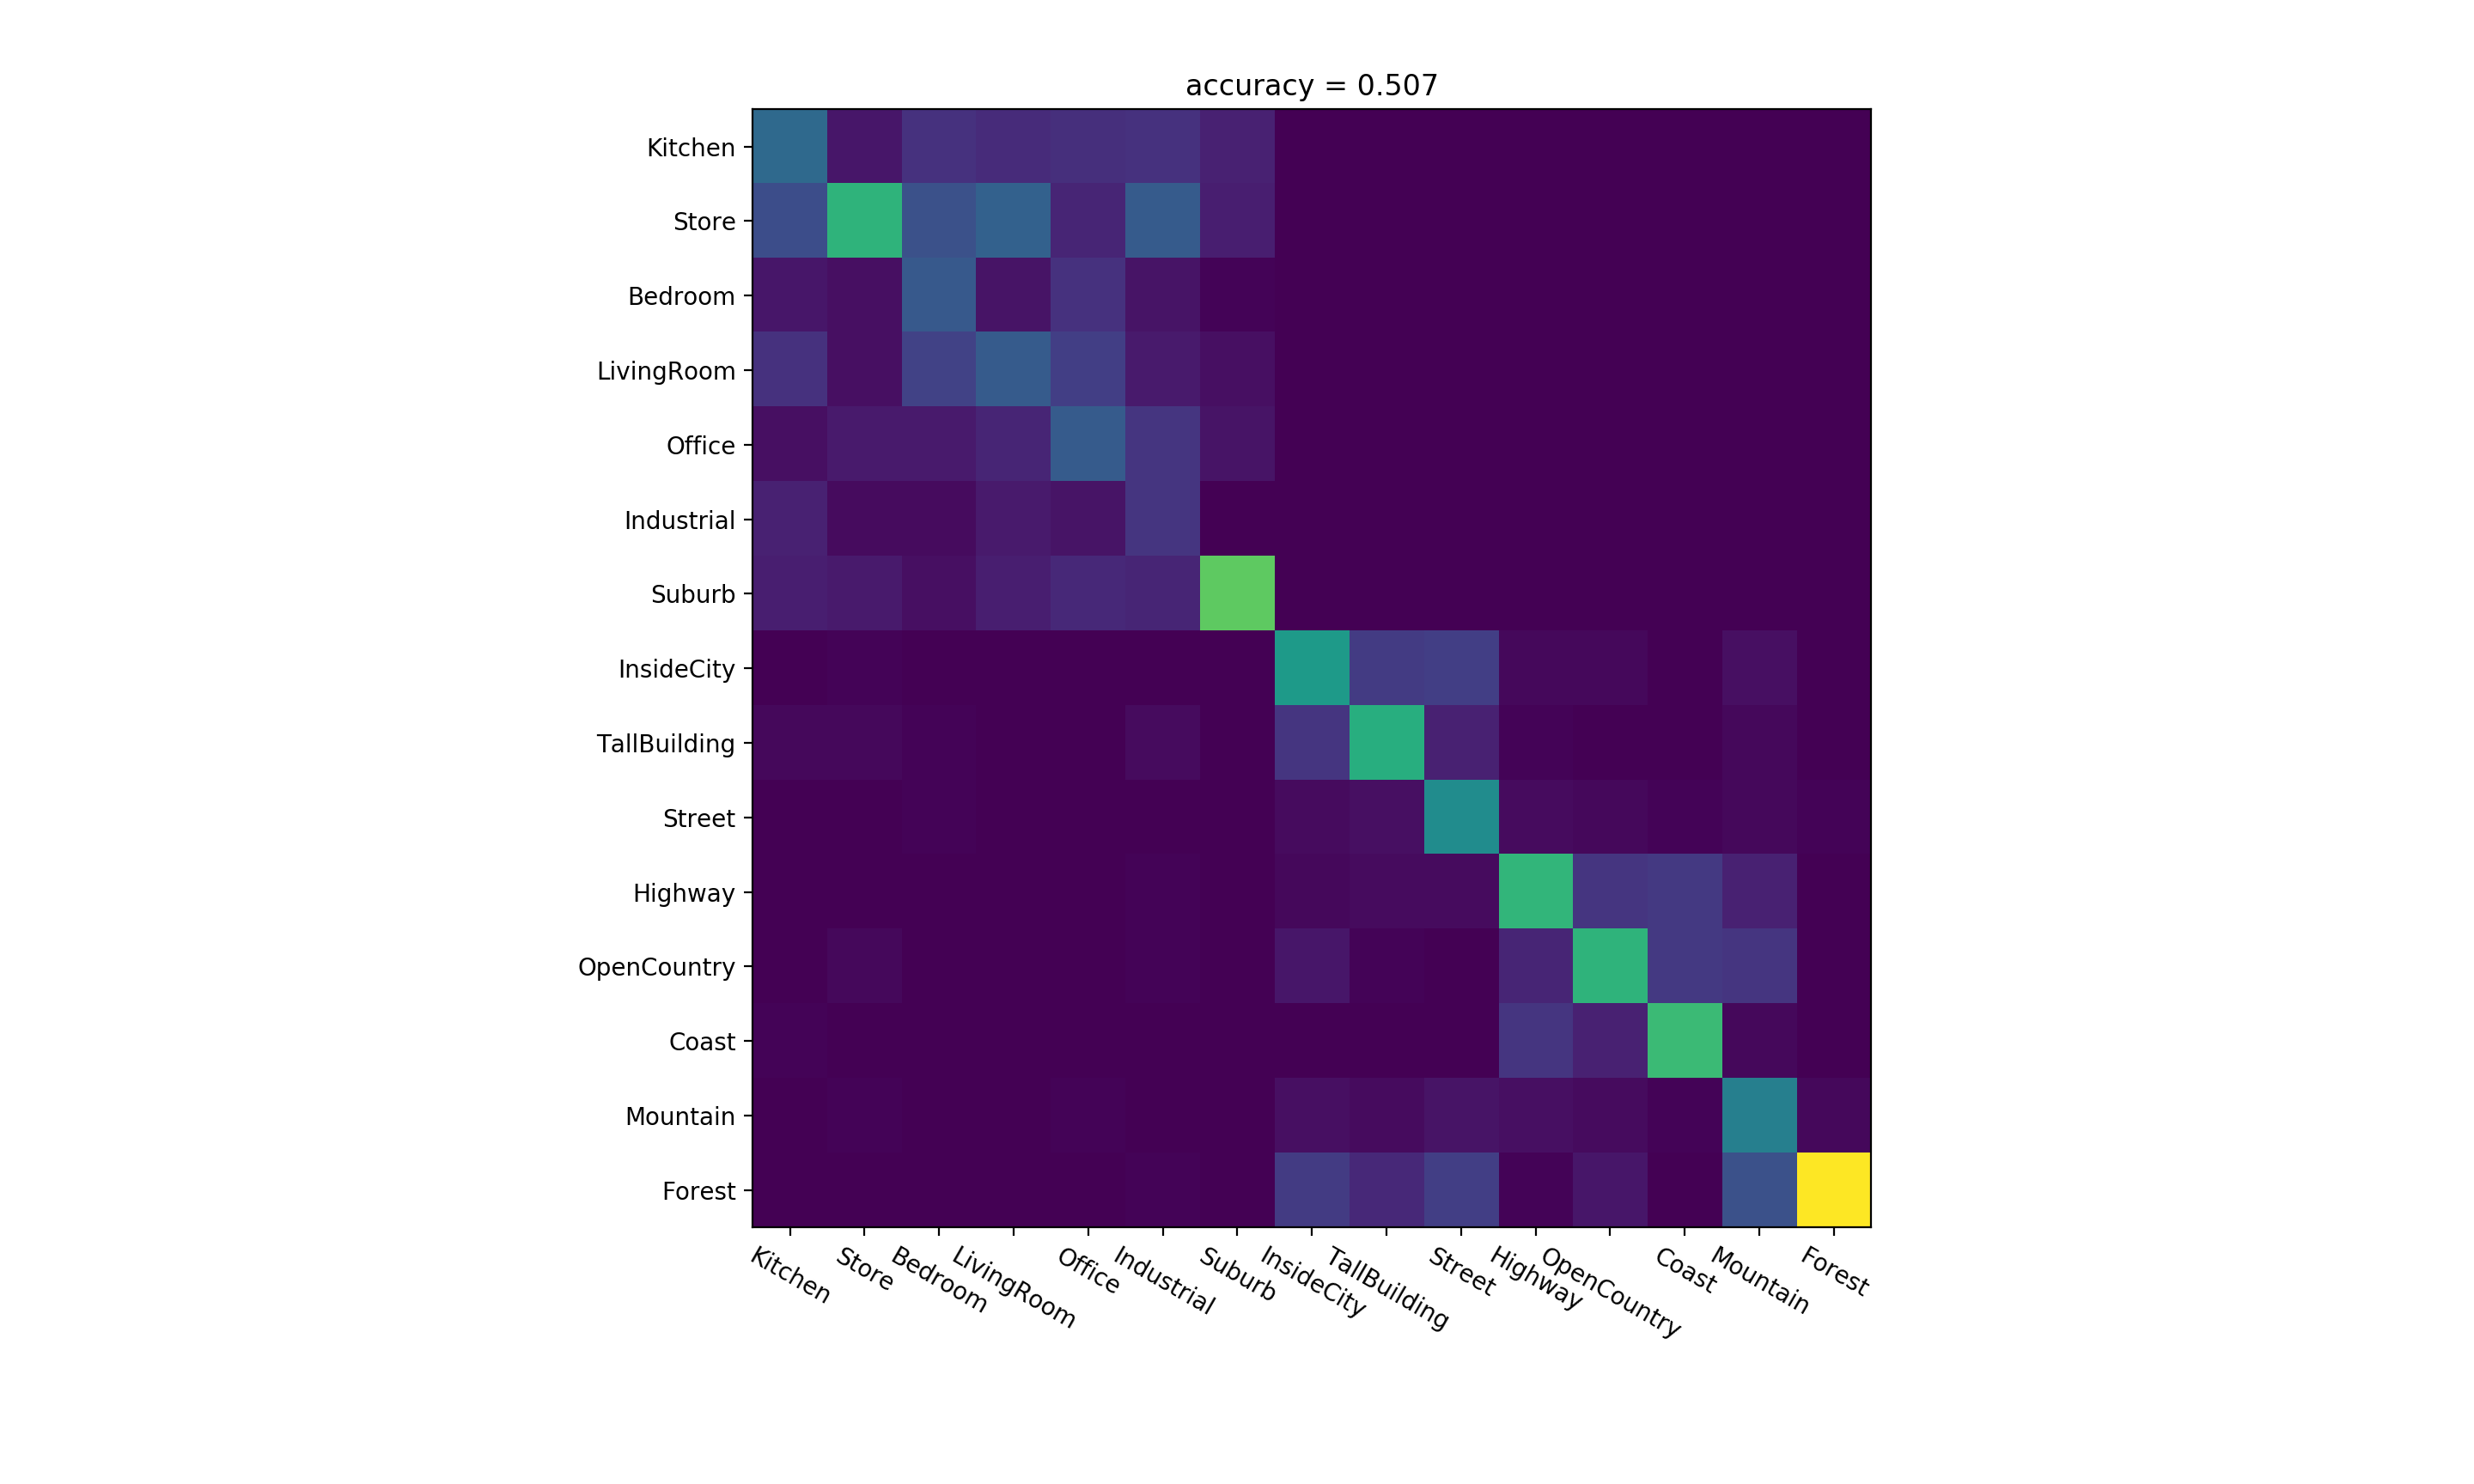 accuracy = 0.507
Kitchen
Store
Bedroom
LivingRoom
Office
Industrial
Suburb
InsideCity
TallBuilding
Street
Highway
OpenCountry
Coast
Mountain
Forest
Kitchen
Store
Bedroom
LivingRoom
Office
Industrial
Suburb
InsideCity
TallBuilding
Street
Highway
OpenCountry
Coast
Mountain
Forest